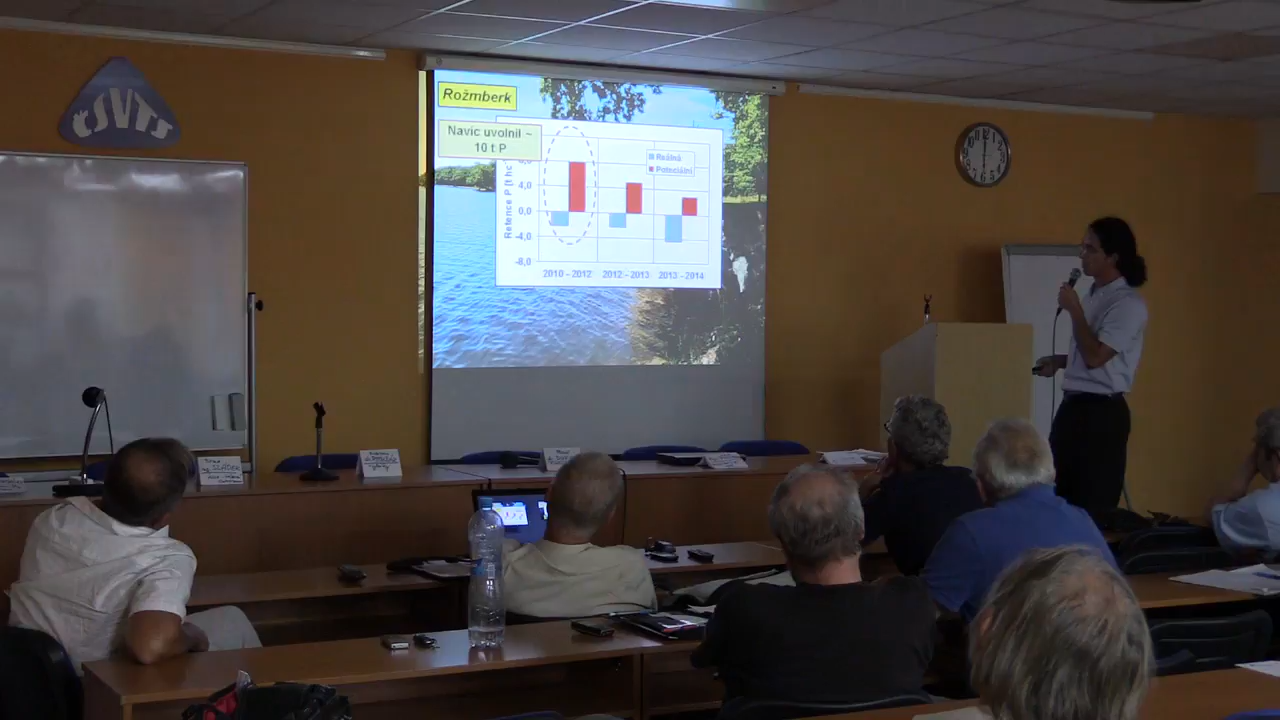 ČSVTS
Rožmberk
Navíc uvolnil ~
10 t P
Retence P [t
Reálná
Potenciální
8,0
4,0
0,0
-4,0
-8,0
2010 – 2012
2012 – 2013
2013 – 2014